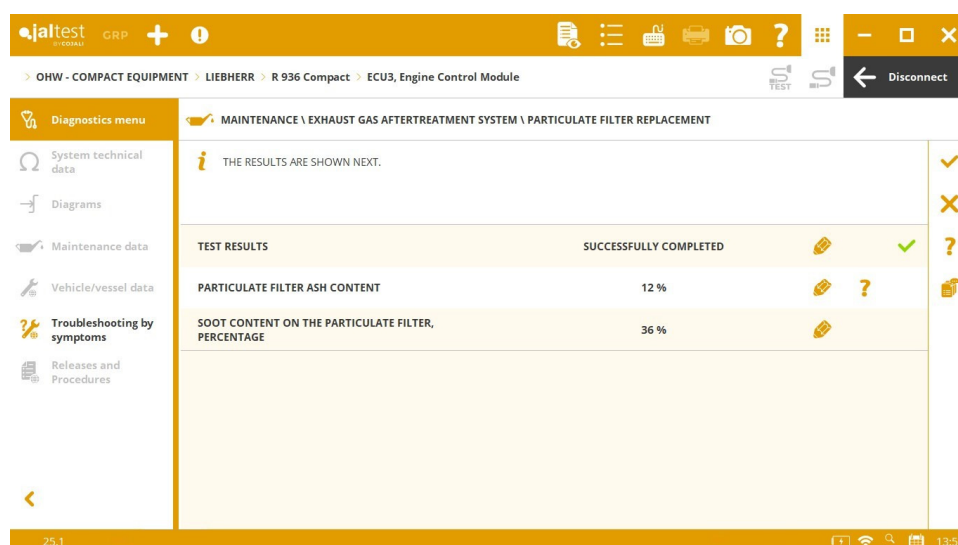 jaltest GRP
BY COJALI
TEST
> OHW - COMPACT EQUIPMENT > LIEBHERR > R 936 Compact > ECU3, Engine Control Module
Disconnect
Diagnostics menu
MAINTENANCE \ EXHAUST GAS AFTERTREATMENT SYSTEM \ PARTICULATE FILTER REPLACEMENT
System technical
data
Diagrams
Maintenance data
Vehicle/vessel data
Troubleshooting by
symptoms
Releases and
Procedures
THE RESULTS ARE SHOWN NEXT.
TEST RESULTS SUCCESSFULLY COMPLETED
PARTICULATE FILTER ASH CONTENT 12 %
SOOT CONTENT ON THE PARTICULATE FILTER,
PERCENTAGE 36 %
25.1
13:5